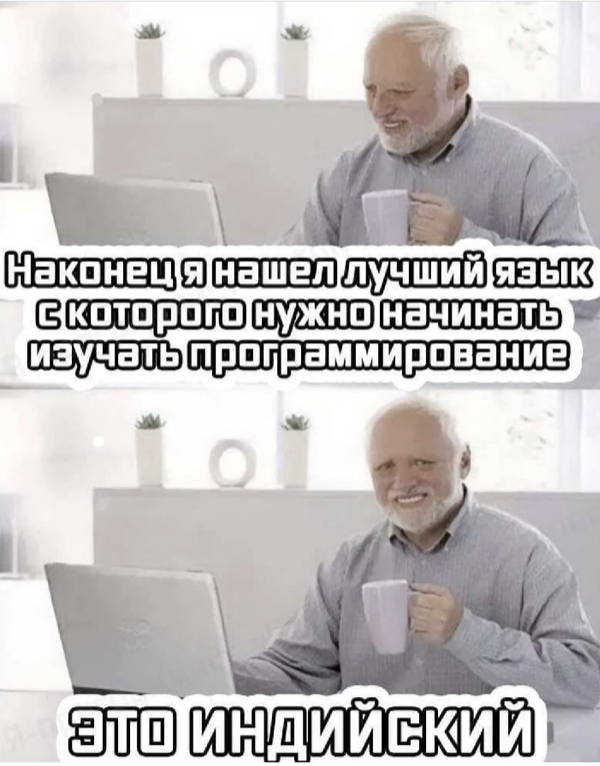 Наконец я нашел лучший язык
с которого нужно начинать
изучать программирование
ЭТО ИНДИЙСКИЙ